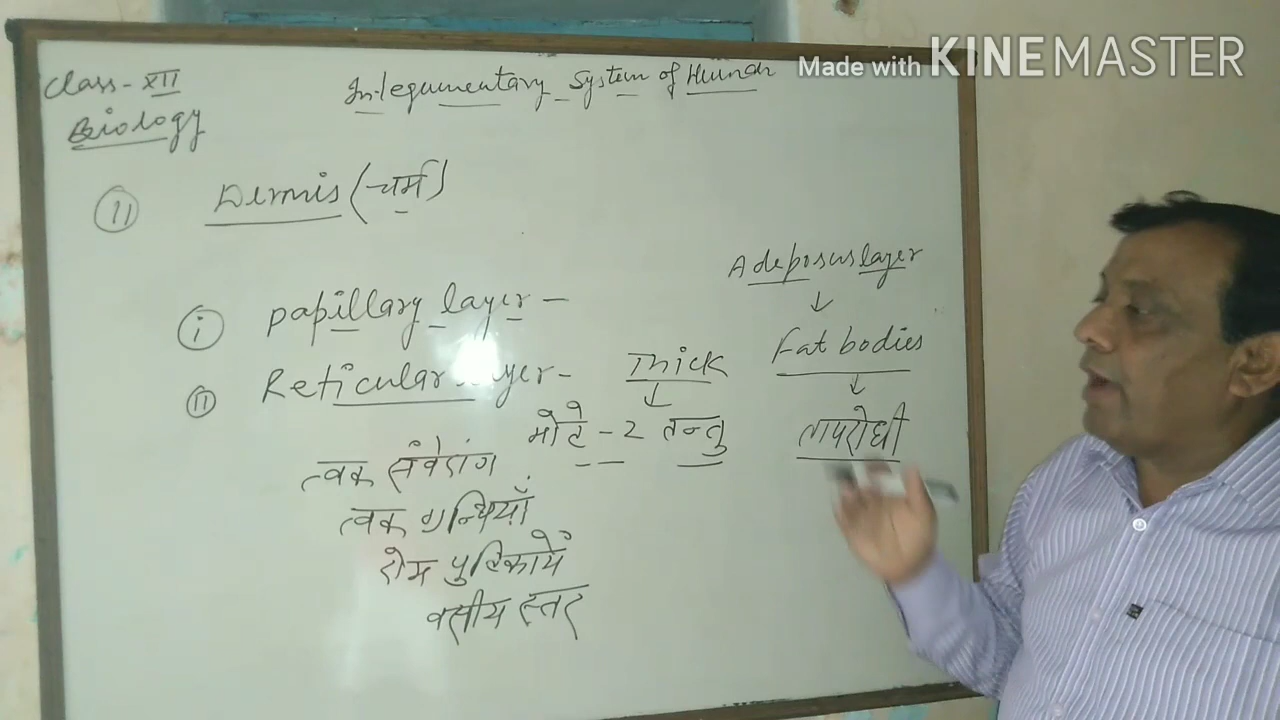 Class-XII
Biology
Integumentary System of Human
Made with KINEMASTER
II Dermis (चर्म)
i papillary layer -
II Reticular layer - Thick
↓
मोटे-2 तन्तु
त्वक संवेदांग
त्वक ग्रन्थियाँ
रोम पुटिकायें
वसीय स्तर
Adeposus layer
↓
Fat bodies
↓
तापरोधी